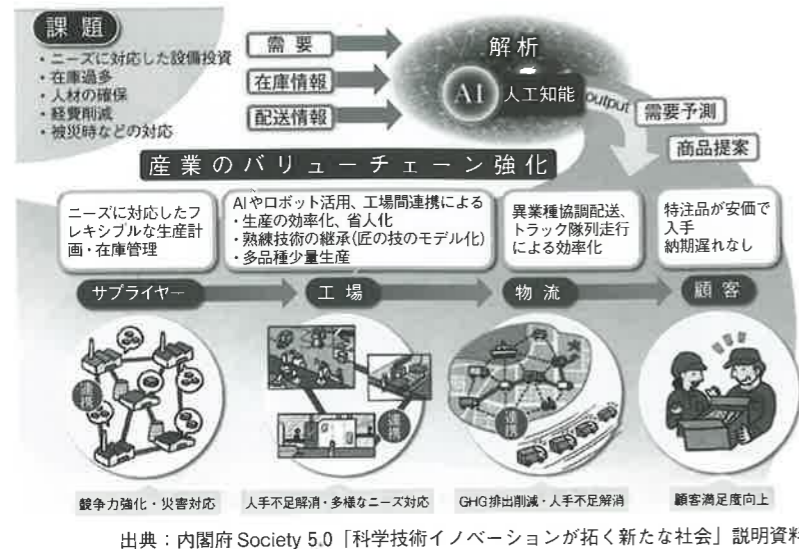 課題
・ニーズに対応した設備投資
・在庫過多
・人材の確保
・経費削減
・被災時などの対応
需要
在庫情報
配送情報
解析
AI 人工知能
output
需要予測
商品提案
産業のバリューチェーン強化
ニーズに対応したフ
レキシブルな生産計
画・在庫管理
AIやロボット活用、工場間連携による
・生産の効率化、省人化
・熟練技術の継承(匠の技のモデル化)
・多品種少量生産
異業種協調配送、
トラック隊列走行
による効率化
特注品が安価で
入手
納期遅れなし
サプライヤー
工場
物流
顧客
連携
連携
連携
競争力強化・災害対応
人手不足解消・多様なニーズ対応
GHG排出削減・人手不足解消
顧客満足度向上
出典：内閣府 Society 5.0「科学技術イノベーションが拓く新たな社会」説明資料